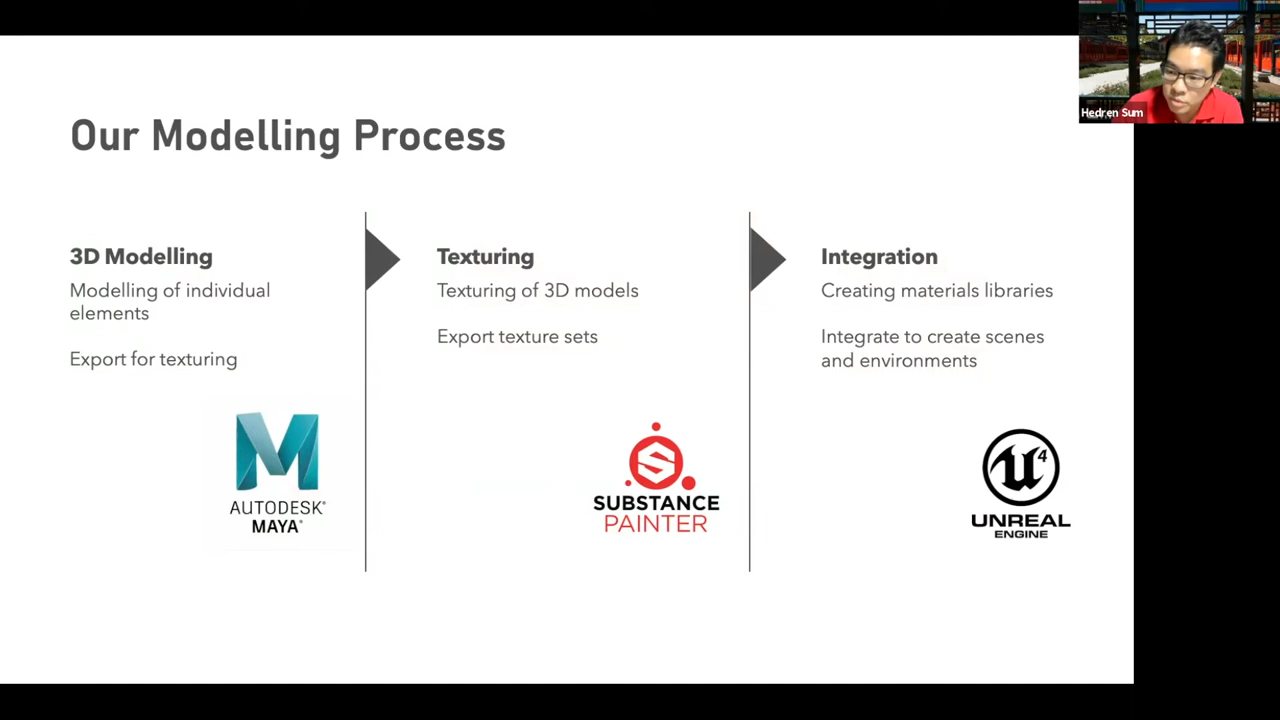 Hedren Sum
Our Modelling Process
3D Modelling
Modelling of individual
elements
Export for texturing
AUTODESK®
MAYA®
Texturing
Texturing of 3D models
Export texture sets
SUBSTANCE
PAINTER
Integration
Creating materials libraries
Integrate to create scenes
and environments
4
UNREAL
ENGINE